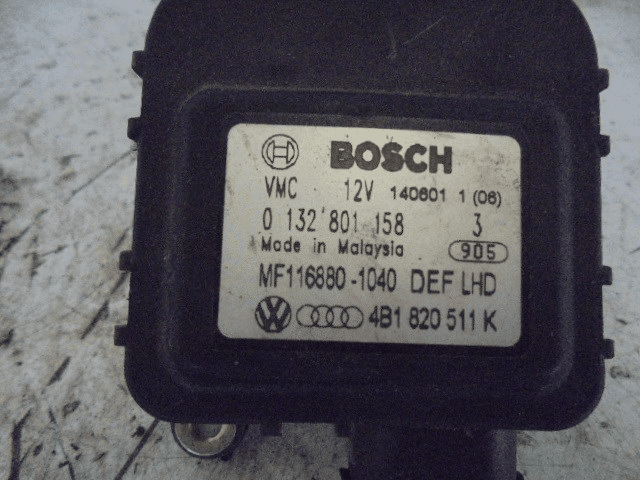 BOSCH
VMC 12V 140601 1 (06)
0 132 801 158 3
Made in Malaysia 905
MF116880-1040 DEF LHD
4B1 820 511 K